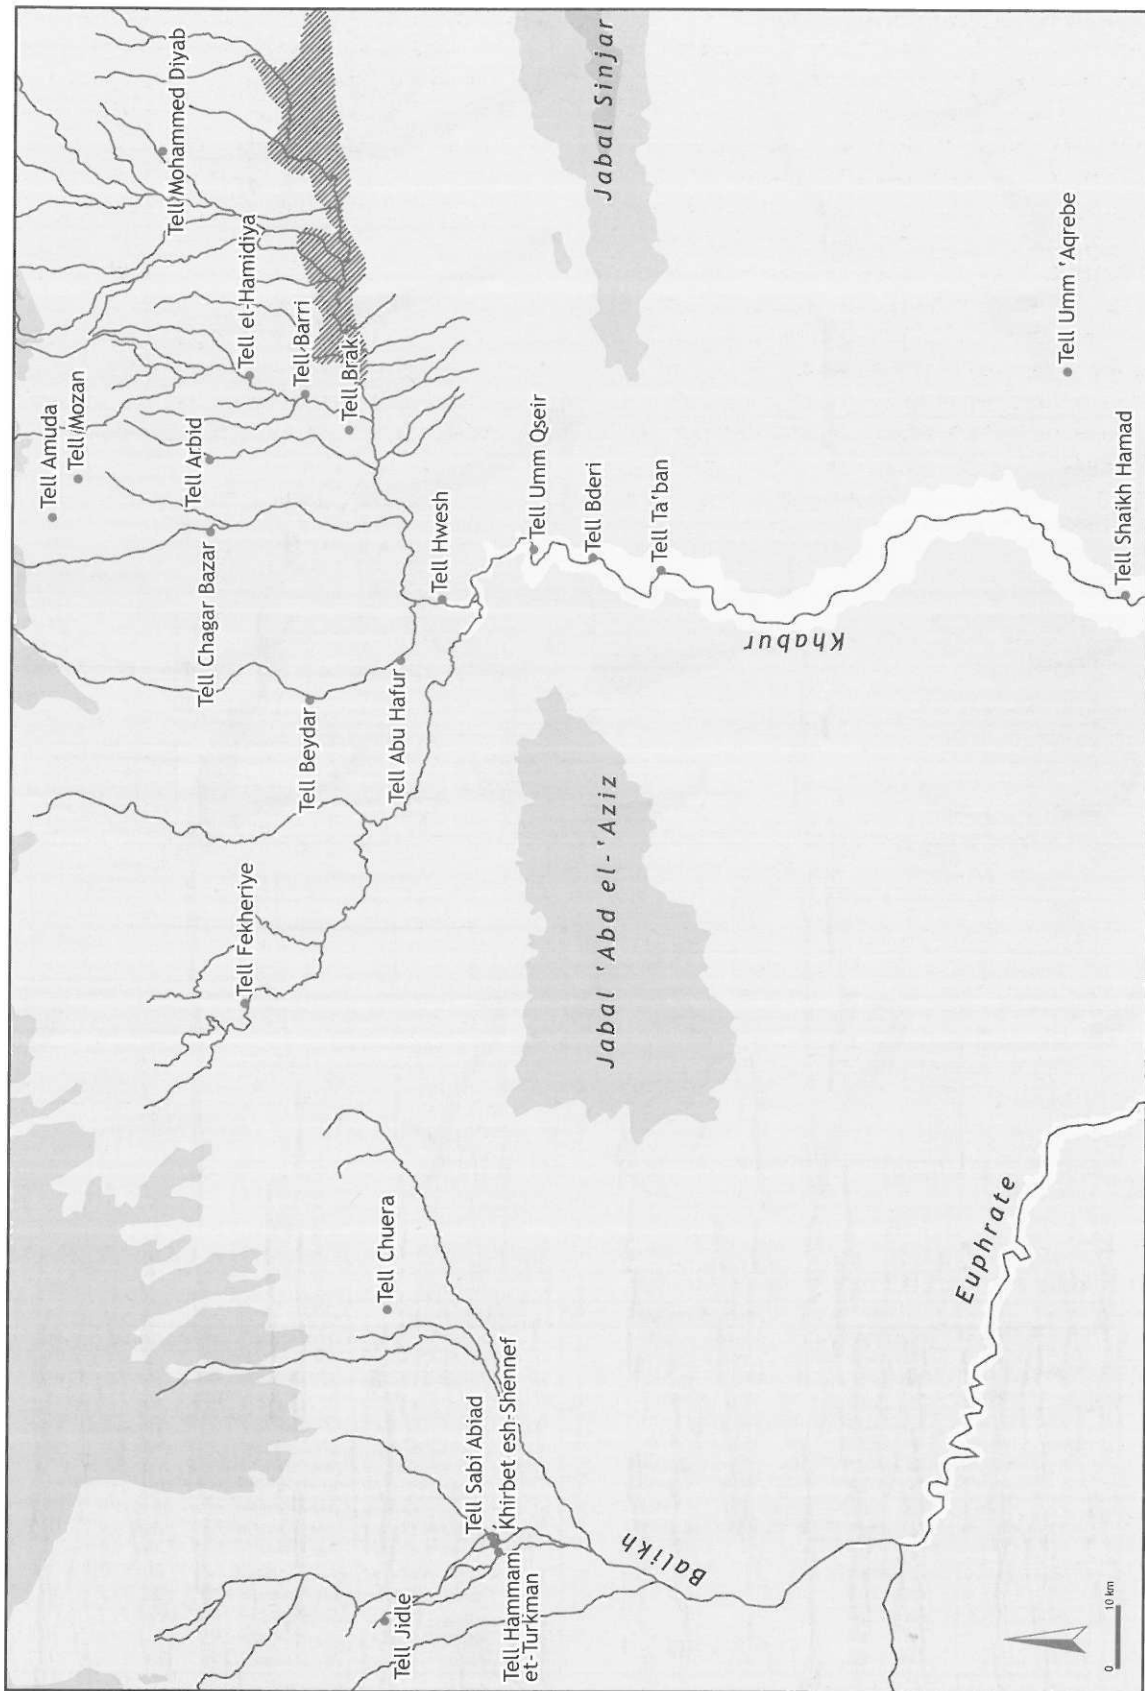 Tell Amuda
Tell Mozan
Tell Mohammed Diyab
Tell Chagar Bazar
Tell Arbid
Tell el-Hamidiya
Tell Barri
Tell Brak
Tell Fekheriye
Tell Beydar
Tell Abu Hafur
Tell Hwesh
Tell Chuera
Tell Jidle
Tell Sabi Abiad
Khirbet esh-Shennef
Tell Hammam
et-Turkman
Tell Umm Qseir
Tell Bderi
Tell Ta'ban
Jabal Sinjar
Jabal 'Abd el-'Aziz
Balikh
Khabur
Euphrate
Tell Umm 'Aqrebe
Tell Shaikh Hamad
0 10 km